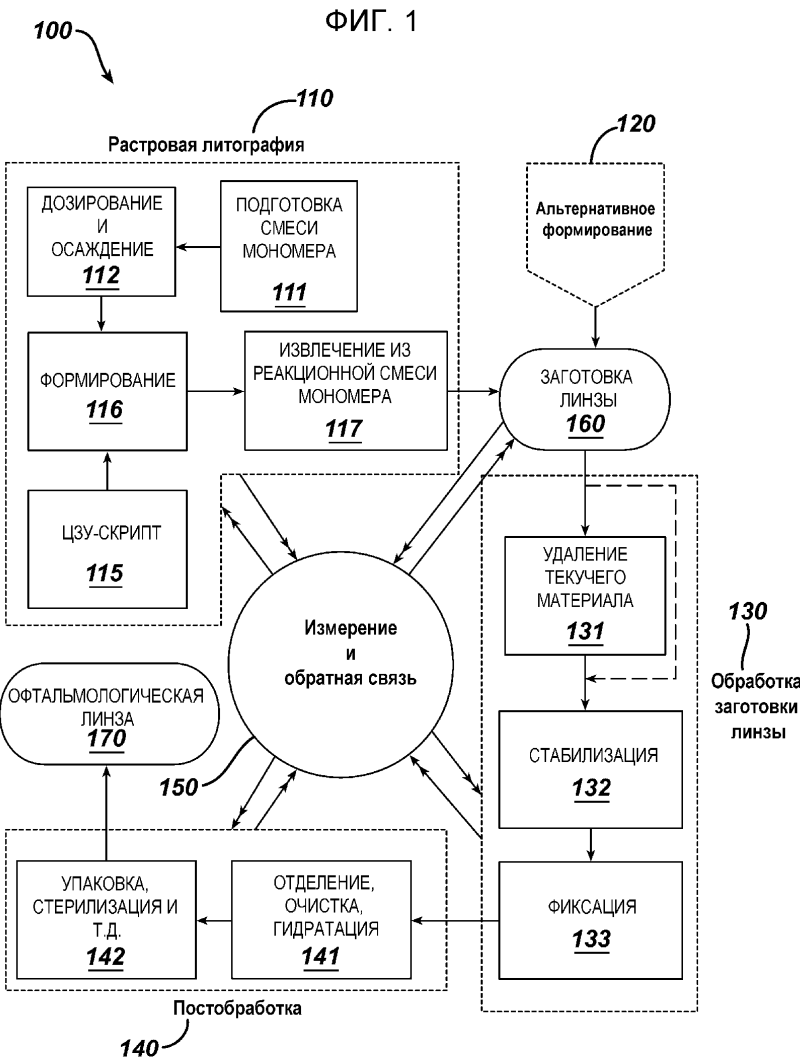 ФИГ. 1
100
110
Растровая литография
120
Альтернативное
формирование
ДОЗИРОВАНИЕ
И
ОСАЖДЕНИЕ
112
ПОДГОТОВКА
СМЕСИ
МОНОМЕРА
111
ФОРМИРОВАНИЕ
116
ИЗВЛЕЧЕНИЕ ИЗ
РЕАКЦИОННОЙ СМЕСИ
МОНОМЕРА
117
ЗАГОТОВКА
ЛИНЗЫ
160
ЦЗУ-СКРИПТ
115
УДАЛЕНИЕ
ТЕКУЧЕГО
МАТЕРИАЛА
131
130
Обработка
заготовки
линзы
Измерение
и
обратная связь
150
ОФТАЛЬМОЛОГИЧЕСКАЯ
ЛИНЗА
170
СТАБИЛИЗАЦИЯ
132
ФИКСАЦИЯ
133
УПАКОВКА,
СТЕРИЛИЗАЦИЯ И
Т.Д.
142
ОТДЕЛЕНИЕ,
ОЧИСТКА,
ГИДРАТАЦИЯ
141
Постобработка
140